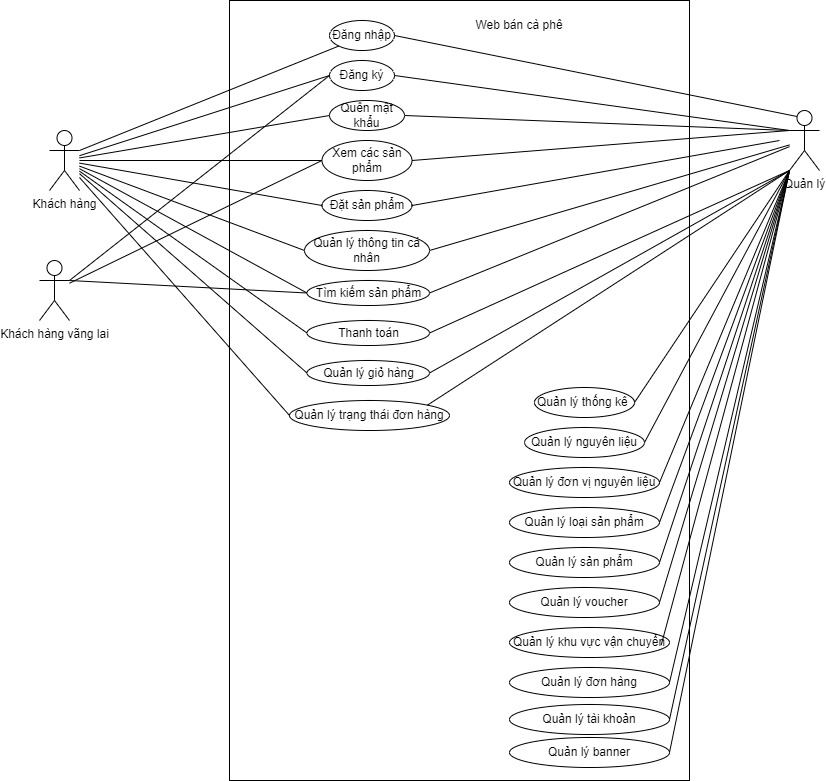 Web bán cả phê
Đăng nhập
Đăng ký
Quên mật
khẩu
Xem các sản
phẩm
Khách hàng
Quản lý
Đặt sản phẩm
Quản lý thông tin cá
nhân
Tìm kiếm sản phẩm
Khách hàng vãng lai
Thanh toán
Quản lý giỏ hàng
Quản lý trạng thái đơn hàng
Quản lý thống kê
Quản lý nguyên liệu
Quản lý đơn vị nguyên liệu
Quản lý loại sản phẩm
Quản lý sản phẩm
Quản lý voucher
Quản lý khu vực vận chuyển
Quản lý đơn hàng
Quản lý tài khoản
Quản lý banner